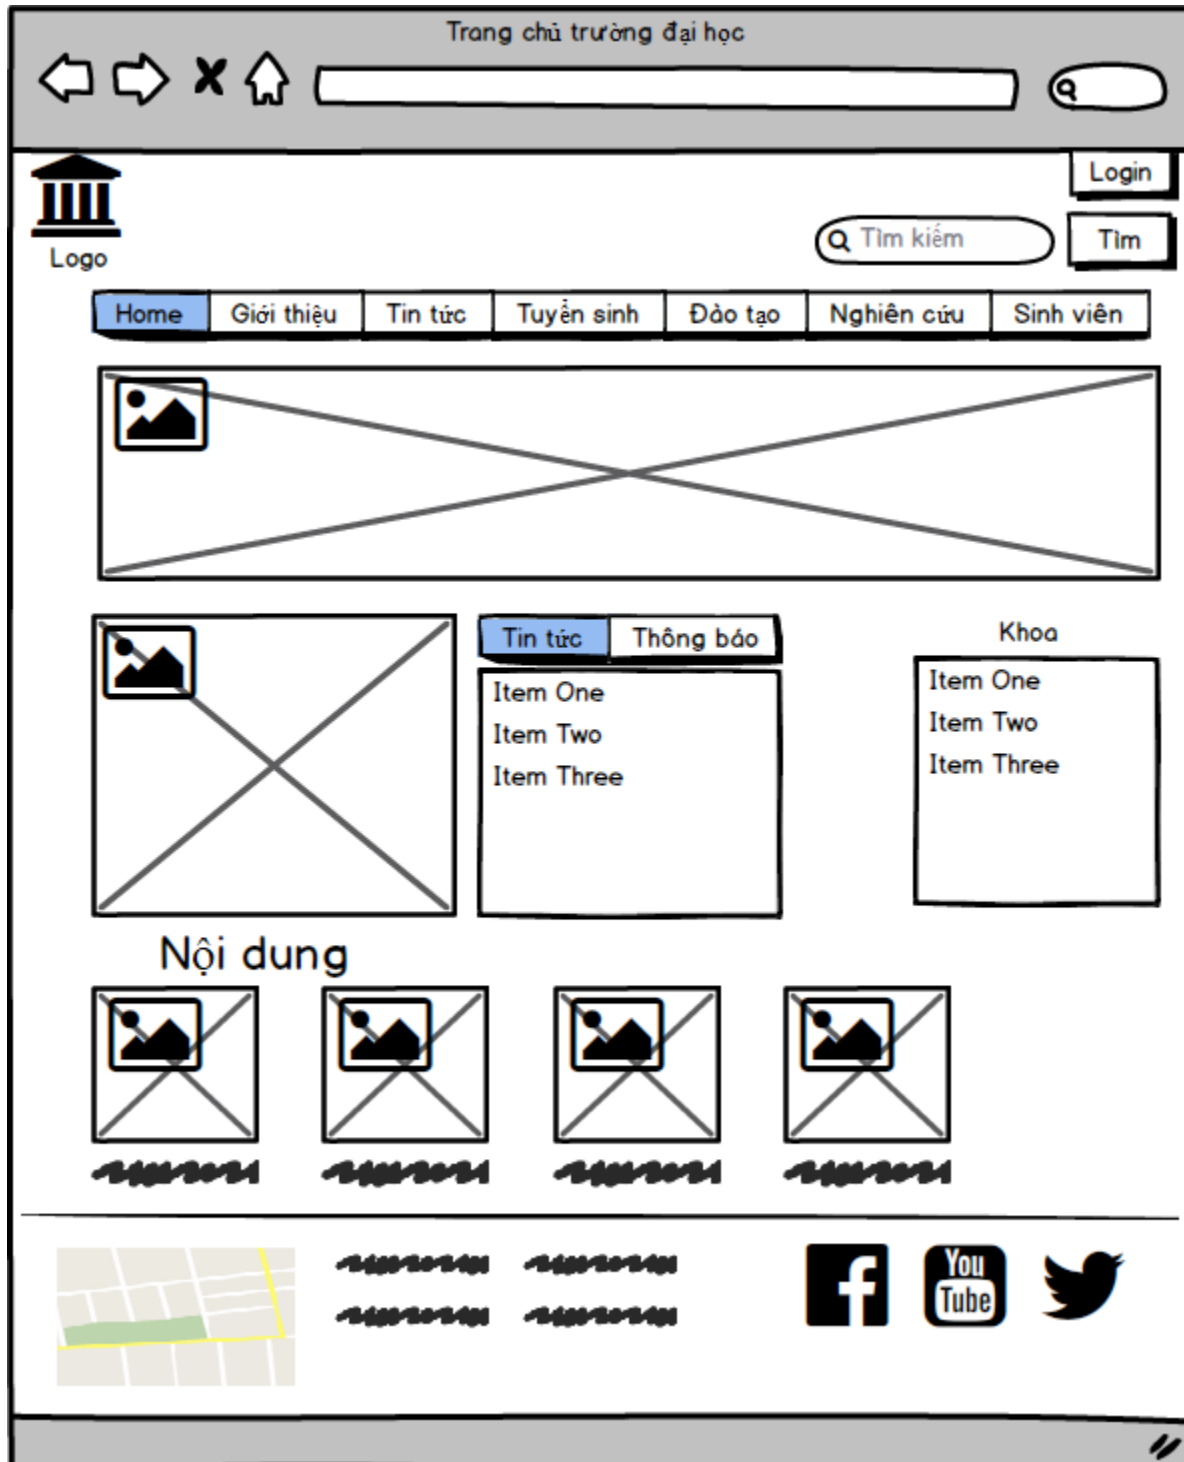 Trang chủ trường đại học
Login
Logo
Tìm kiếm
Tìm
Home Giới thiệu Tin tức Tuyển sinh Đào tạo Nghiên cứu Sinh viên
Tin tức Thông báo
Item One
Item Two
Item Three
Khoa
Item One
Item Two
Item Three
Nội dung
You
Tube